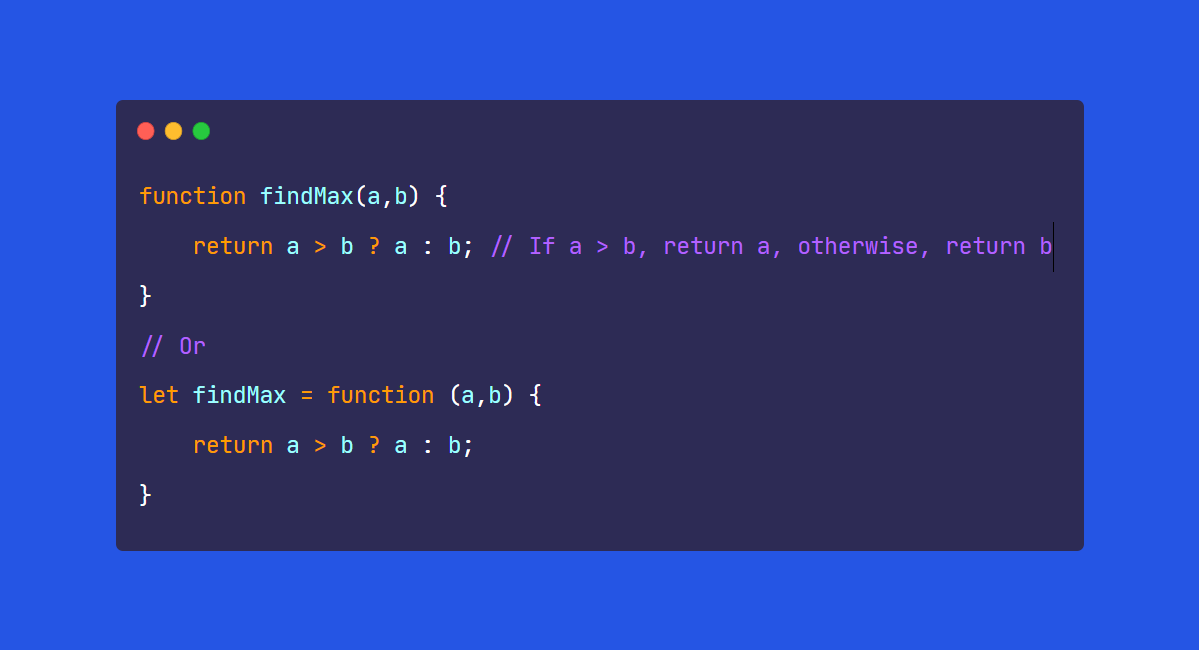 function findMax(a,b) {
    return a > b ? a : b; // If a > b, return a, otherwise, return b
}
// Or
let findMax = function (a,b) {
    return a > b ? a : b;
}